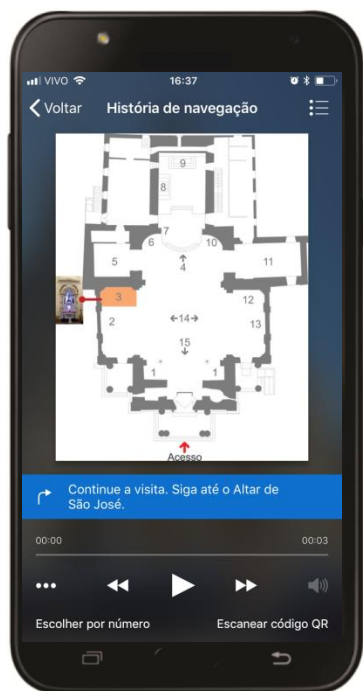 VIVO 16:37
Voltar História de navegação
9
8
7
6 10
5 4 11
3 12
2 14 13
15
1 1
Acesso
Continue a visita. Siga até o Altar de
São José.
00:00 00:03
Escolher por número Escanear código QR